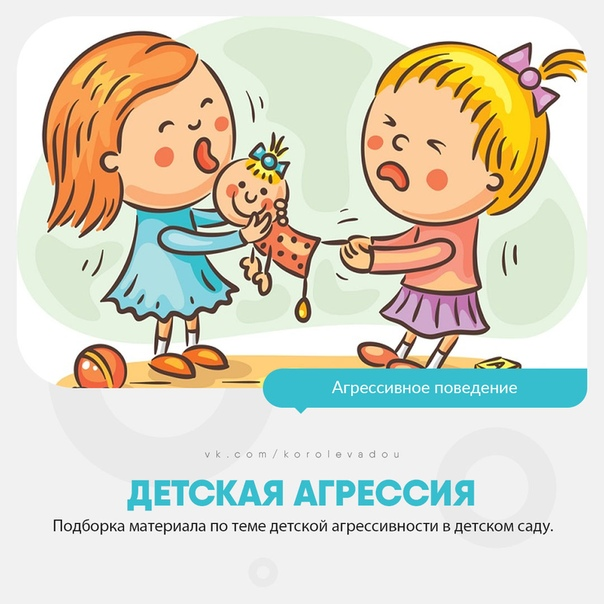 Агрессивное поведение
vk.com/korolevadou
ДЕТСКАЯ АГРЕССИЯ
Подборка материала по теме детской агрессивности в детском саду.